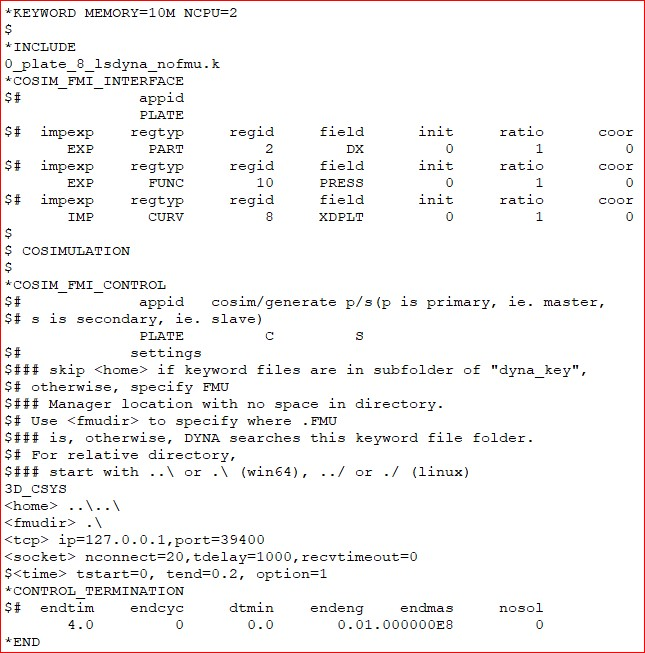 *KEYWORD MEMORY=10M NCPU=2
$
*INCLUDE
0_plate_8_lsdyna_nofmu.k
*COSIM_FMI_INTERFACE
$#             appid
               PLATE
$#  impexp    regtyp     regid     field      init     ratio      coor
       EXP      PART         2        DX         0         1         0
$#  impexp    regtyp     regid     field      init     ratio      coor
       EXP      FUNC        10     PRESS         0         1         0
$#  impexp    regtyp     regid     field      init     ratio      coor
       IMP      CURV         8     XDPLT         0         1         0
$
$ COSIMULATION
$
*COSIM_FMI_CONTROL
$#             appid   cosim/generate p/s(p is primary, ie. master,
$# s is secondary, ie. slave)
               PLATE         C         S
$#            settings
$### skip <home> if keyword files are in subfolder of "dyna_key",
$# otherwise, specify FMU
$### Manager location with no space in directory.
$# Use <fmudir> to specify where .FMU
$### is, otherwise, DYNA searches this keyword file folder.
$# For relative directory,
$### start with ..\ or .\ (win64), ../ or ./ (linux)
3D_CSYS
<home> ..\..\
<fmudir> .\
<tcp> ip=127.0.0.1,port=39400
<socket> nconnect=20,tdelay=1000,recvtimeout=0
$<time> tstart=0, tend=0.2, option=1
*CONTROL_TERMINATION
$#  endtim    endcyc     dtmin    endeng    endmas     nosol
       4.0         0       0.0       0.01.000000E8         0
*END